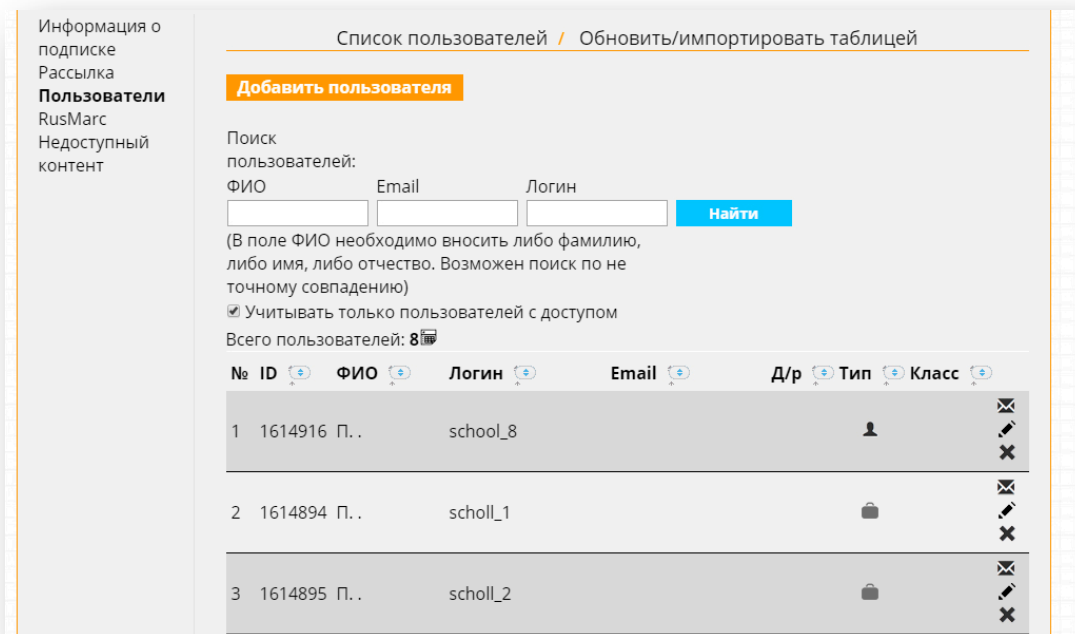 Информация о
подписке
Рассылка
Пользователи
RusMarc
Недоступный
контент
Список пользователей / Обновить/импортировать таблицей
Добавить пользователя
Поиск
пользователей:
ФИО Email Логин
Найти
(В поле ФИО необходимо вносить либо фамилию,
либо имя, либо отчество. Возможен поиск по не
точному совпадению)
Учитывать только пользователей с доступом
Всего пользователей: 8
№ ID ФИО Логин Email Д/р Тип Класс
1 1614916 П. . school_8
2 1614894 П. . scholl_1
3 1614895 П. . scholl_2